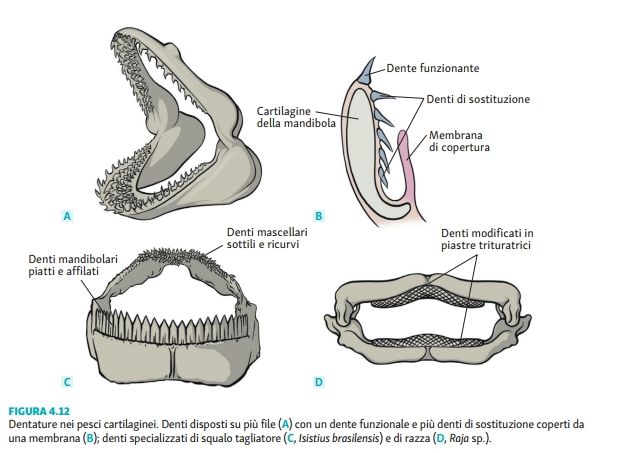 Dente funzionante
Denti di sostituzione
Cartilagine
della mandibola
Membrana
di copertura
A
B
Denti mascellari
sottili e ricurvi
Denti mandibolari
piatti e affilati
Denti modificati in
piastre trituratrici
C
D
FIGURA 4.12
Dentature nei pesci cartilaginei. Denti disposti su più file (A) con un dente funzionale e più denti di sostituzione coperti da
una membrana (B); denti specializzati di squalo tagliatore (C, Isistius brasilensis) e di razza (D, Raja sp.).